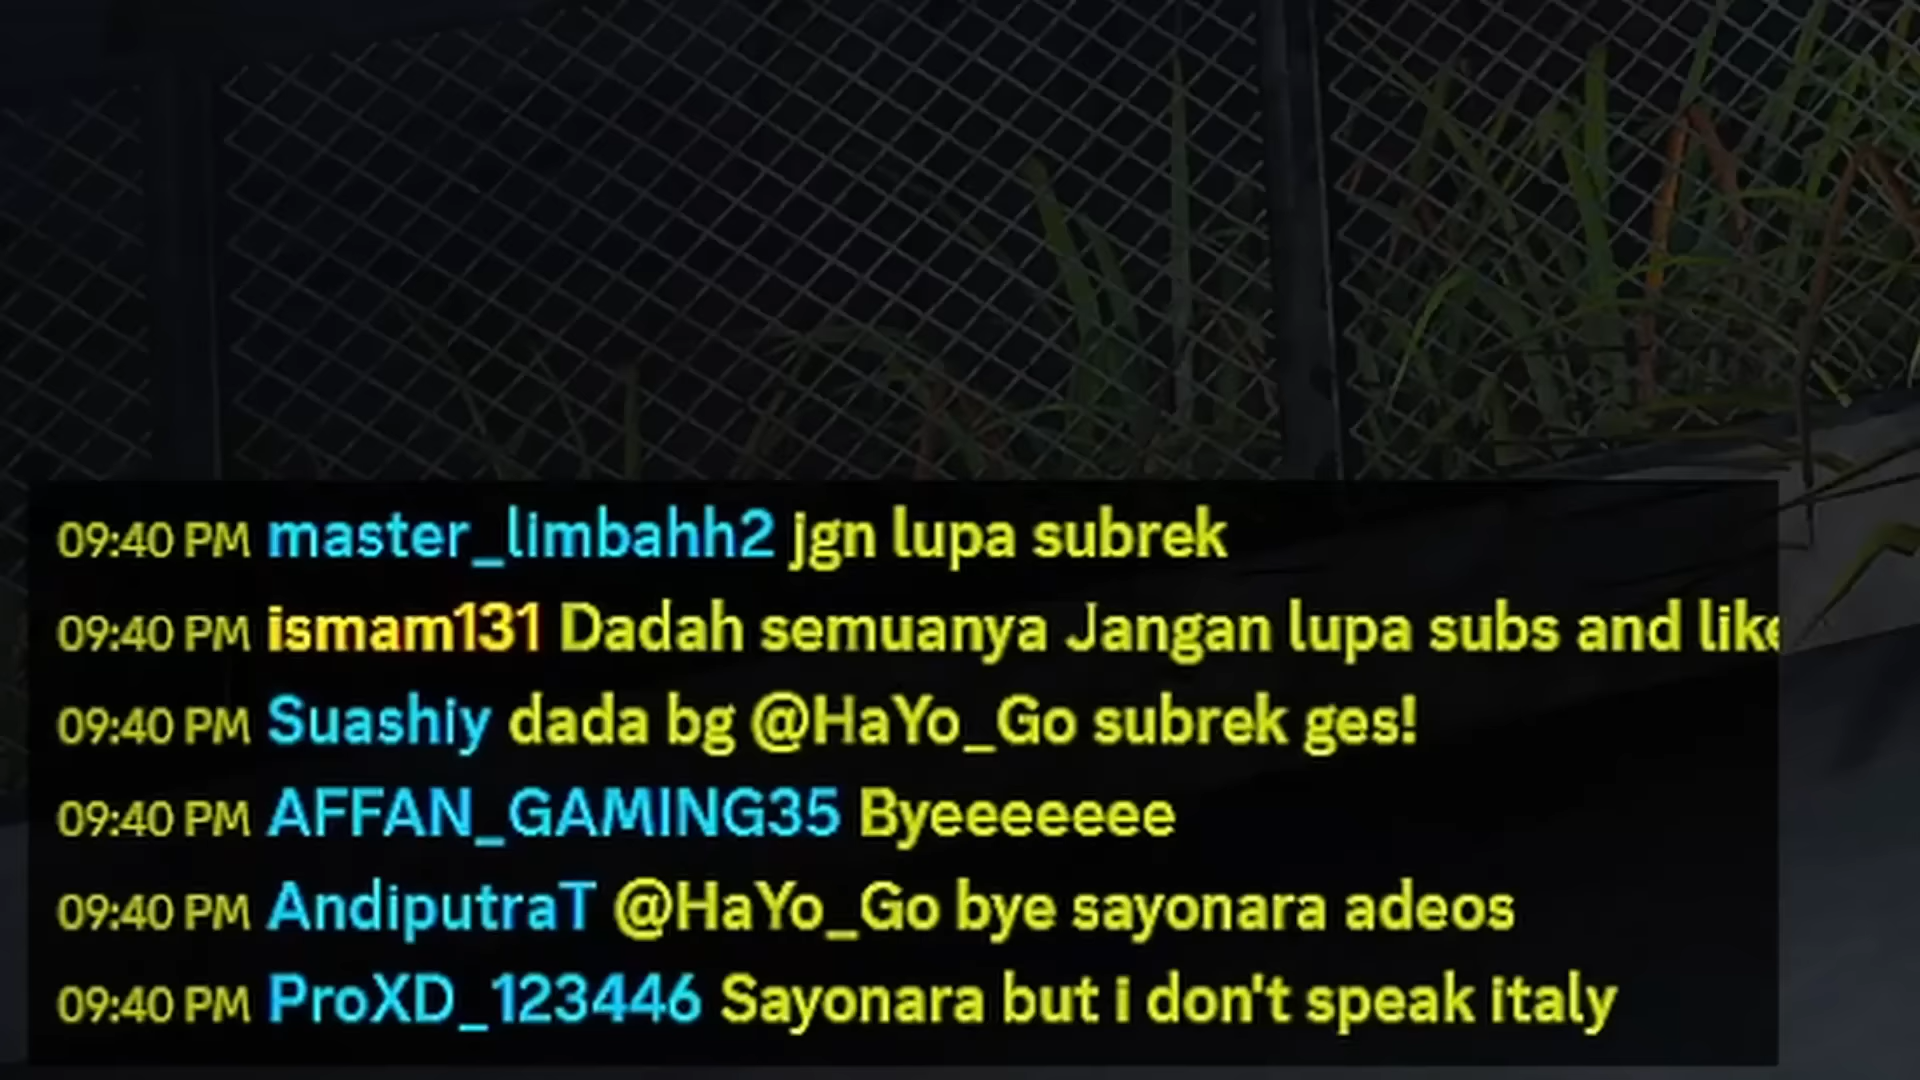 09:40 PM master_limbahh2 jgn lupa subrek
09:40 PM ismam131 Dadah semuanya Jangan lupa subs and like
09:40 PM Suashiy dada bg @HaYo_Go subrek ges!
09:40 PM AFFAN_GAMING35 Byeeeeeee
09:40 PM AndiputraT @HaYo_Go bye sayonara adeos
09:40 PM ProXD_123446 Sayonara but i don't speak italy